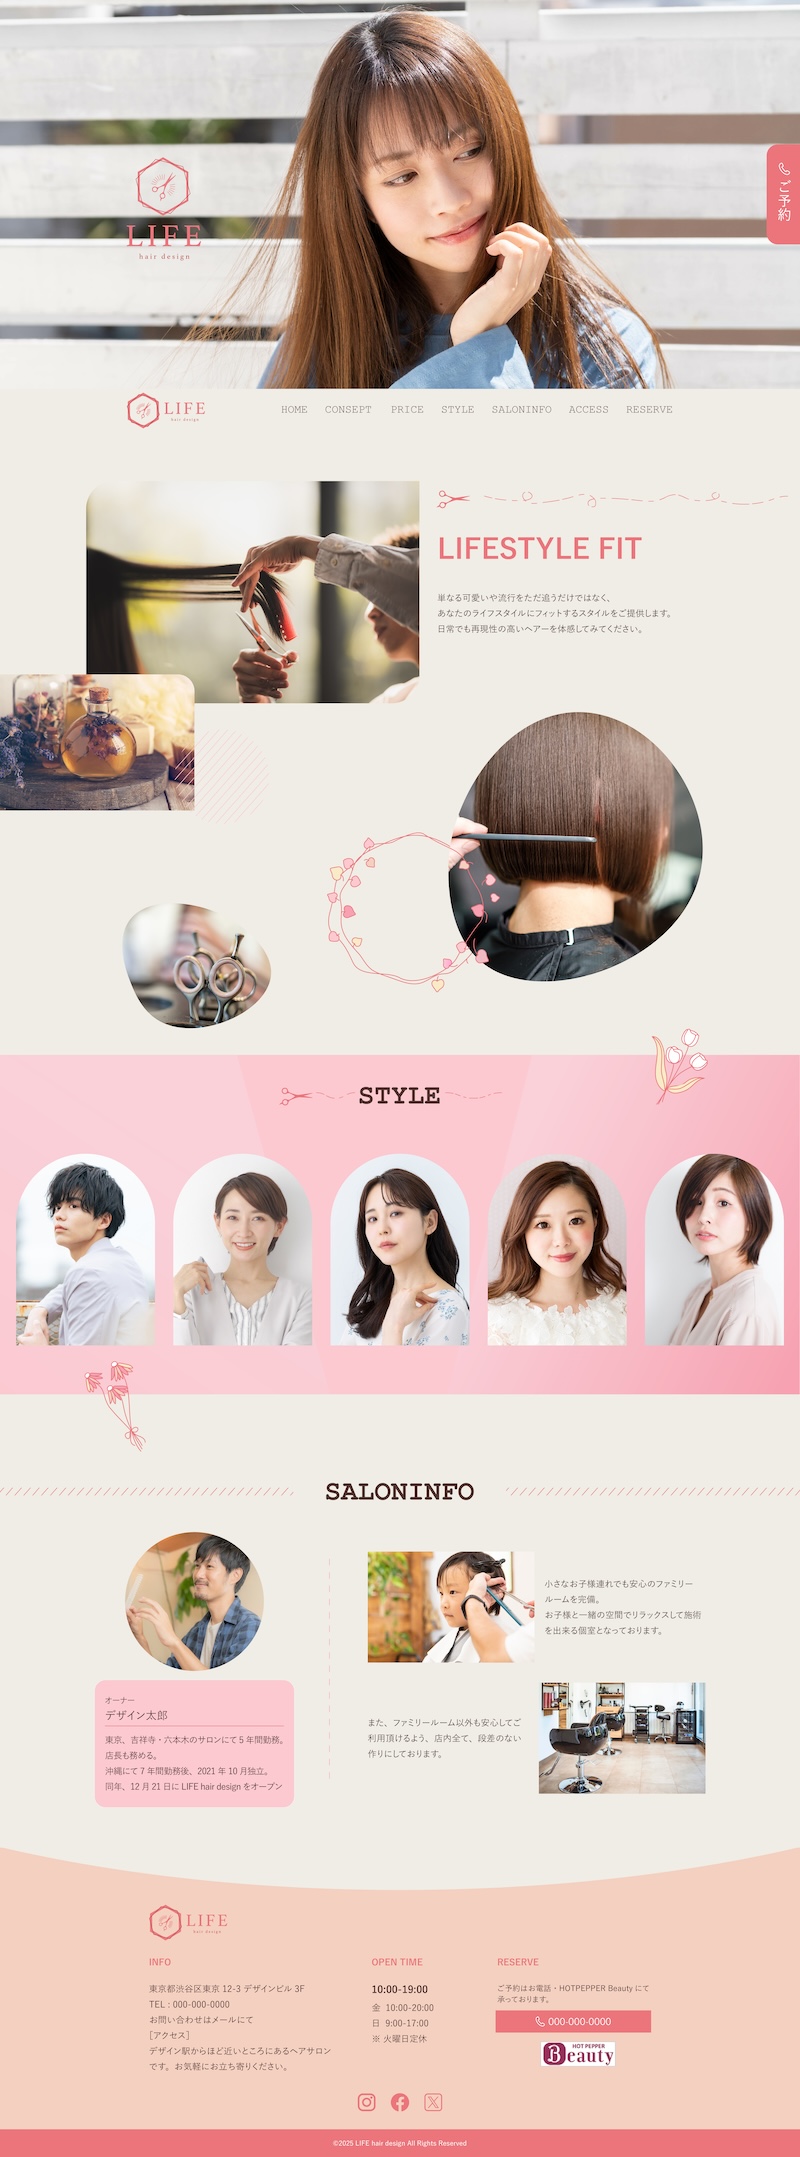 LIFE
hair design
ご予約
LIFE
hair design
HOME CONSEPT PRICE STYLE SALONINFO ACCESS RESERVE
LIFESTYLE FIT
単なる可愛いや流行をただ追うだけではなく、
あなたのライフスタイルにフィットするスタイルをご提供します。
日常でも再現性の高いヘアーを体感してみてください。
STYLE
SALONINFO
小さなお子様連れでも安心のファミリー
ルームを完備。
お子様と一緒の空間でリラックスして施術
を出来る個室となっております。
オーナー
デザイン太郎
東京、吉祥寺・六本木のサロンにて 5 年間勤務。
店長も務める。
沖縄にて 7 年間勤務後、2021 年 10 月独立。
同年、12 月 21 日に LIFE hair design をオープン
また、ファミリールーム以外も安心してご
利用頂けるよう、店内全て、段差のない
作りにしております。
LIFE
hair design
INFO
東京都渋谷区東京 12-3 デザインビル 3F
TEL : 000-000-0000
お問い合わせはメールにて
［アクセス］
デザイン駅からほど近いところにあるヘアサロン
です。お気軽にお立ち寄りください。
OPEN TIME
10:00-19:00
金 10:00-20:00
日 9:00-17:00
※ 火曜日定休
RESERVE
ご予約はお電話・HOTPEPPER Beauty にて
承っております。
000-000-0000
HOT PEPPER
Beauty
©2025 LIFE hair design All Rights Reserved